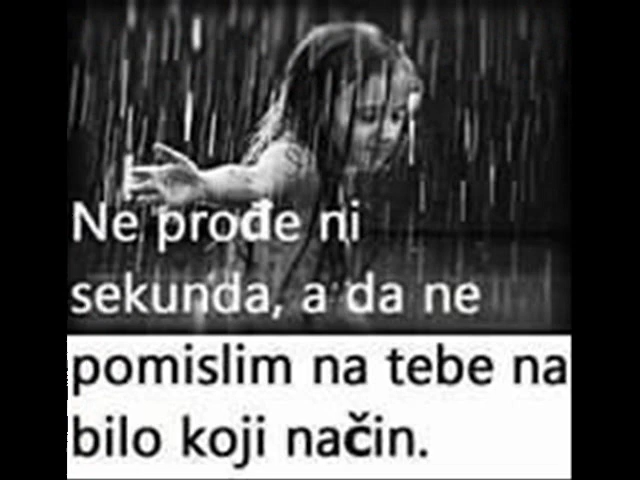 Ne prođe ni
sekunda, a da ne
pomislim na tebe na
bilo koji način.